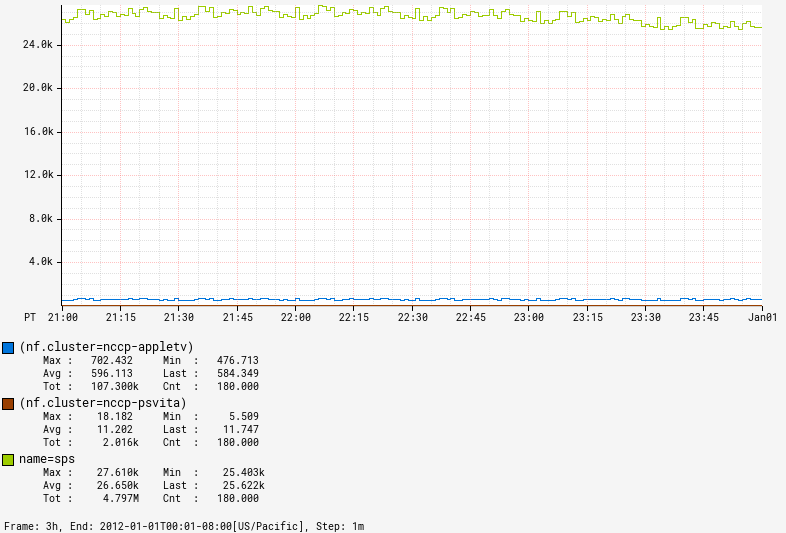 24.0k
20.0k
16.0k
12.0k
8.0k
4.0k
PT 21:00 21:15 21:30 21:45 22:00 22:15 22:30 22:45 23:00 23:15 23:30 23:45 Jan01
(nf.cluster=nccp-appletv)
Max : 702.432 Min : 476.713
Avg : 596.113 Last : 584.349
Tot : 107.300k Cnt : 180.000
(nf.cluster=nccp-psvita)
Max : 18.182 Min : 5.509
Avg : 11.202 Last : 11.747
Tot : 2.016k Cnt : 180.000
name=sps
Max : 27.610k Min : 25.403k
Avg : 26.650k Last : 25.622k
Tot : 4.797M Cnt : 180.000
Frame: 3h, End: 2012-01-01T00:01-08:00[US/Pacific], Step: 1m